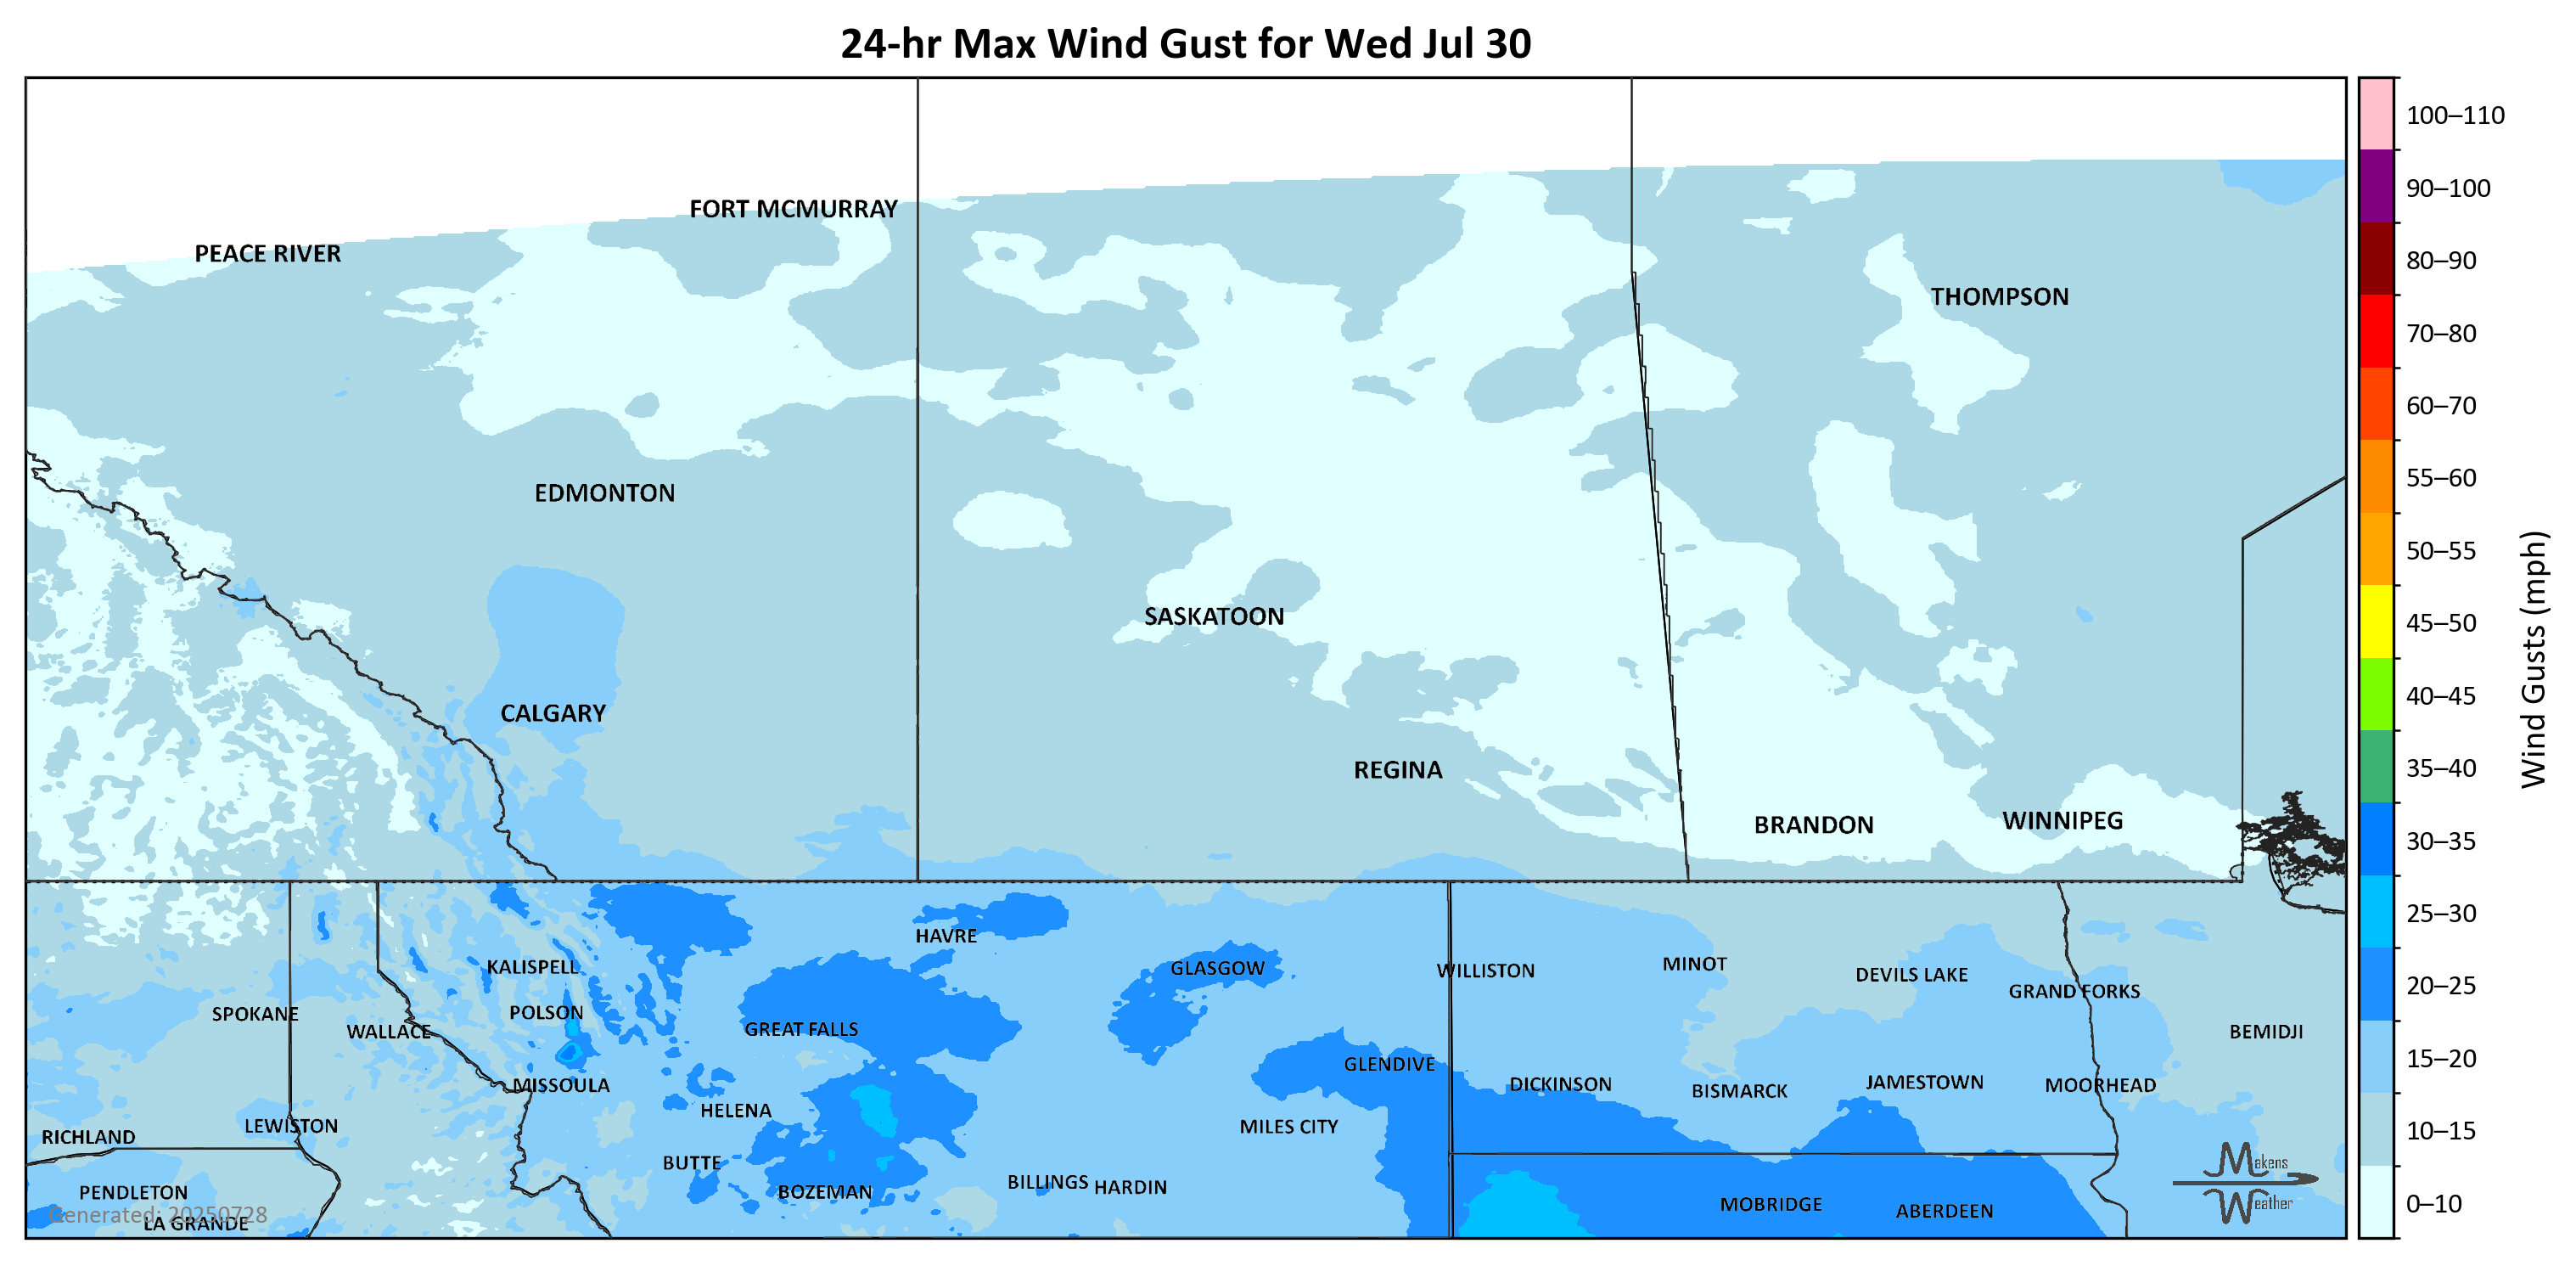 24-hr Max Wind Gust for Wed Jul 30
100–110
90–100
80–90
70–80
60–70
55–60
50–55
45–50
40–45
35–40
30–35
25–30
20–25
15–20
10–15
0–10
Wind Gusts (mph)
FORT MCMURRAY
PEACE RIVER
THOMPSON
EDMONTON
SASKATOON
CALGARY
REGINA
BRANDON
WINNIPEG
HAVRE
KALISPELL
GLASGOW
WILLISTON
MINOT
DEVILS LAKE
GRAND FORKS
SPOKANE
POLSON
WALLACE
GREAT FALLS
BEMIDJI
GLENDIVE
MISSOULA
DICKINSON
BISMARCK
JAMESTOWN
MOORHEAD
HELENA
LEWISTON
MILES CITY
RICHLAND
BUTTE
PENDLETON
BOZEMAN
BILLINGS
HARDIN
MOBRIDGE
ABERDEEN
LA GRANDE
Generated: 20250728
Makens
Weather